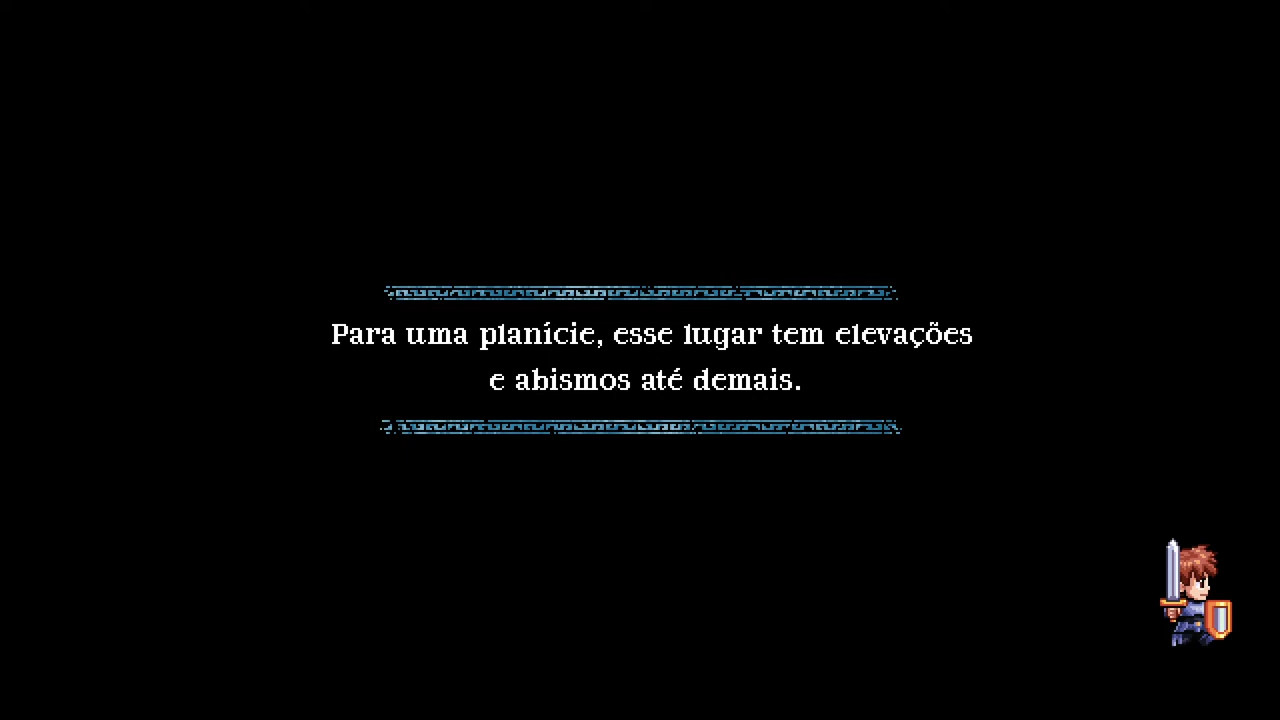 Para uma planície, esse lugar tem elevações
e abismos até demais.